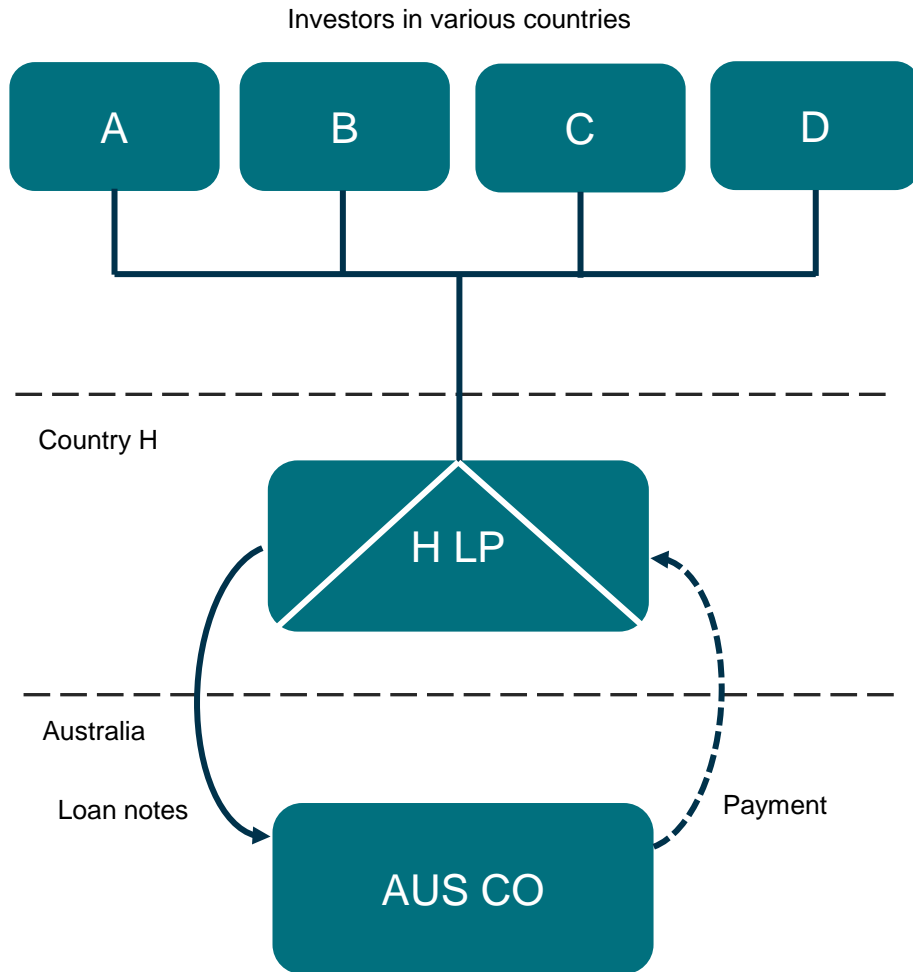 Investors in various countries
A
B
C
D
Country H
H LP
Australia
Loan notes
Payment
AUS CO